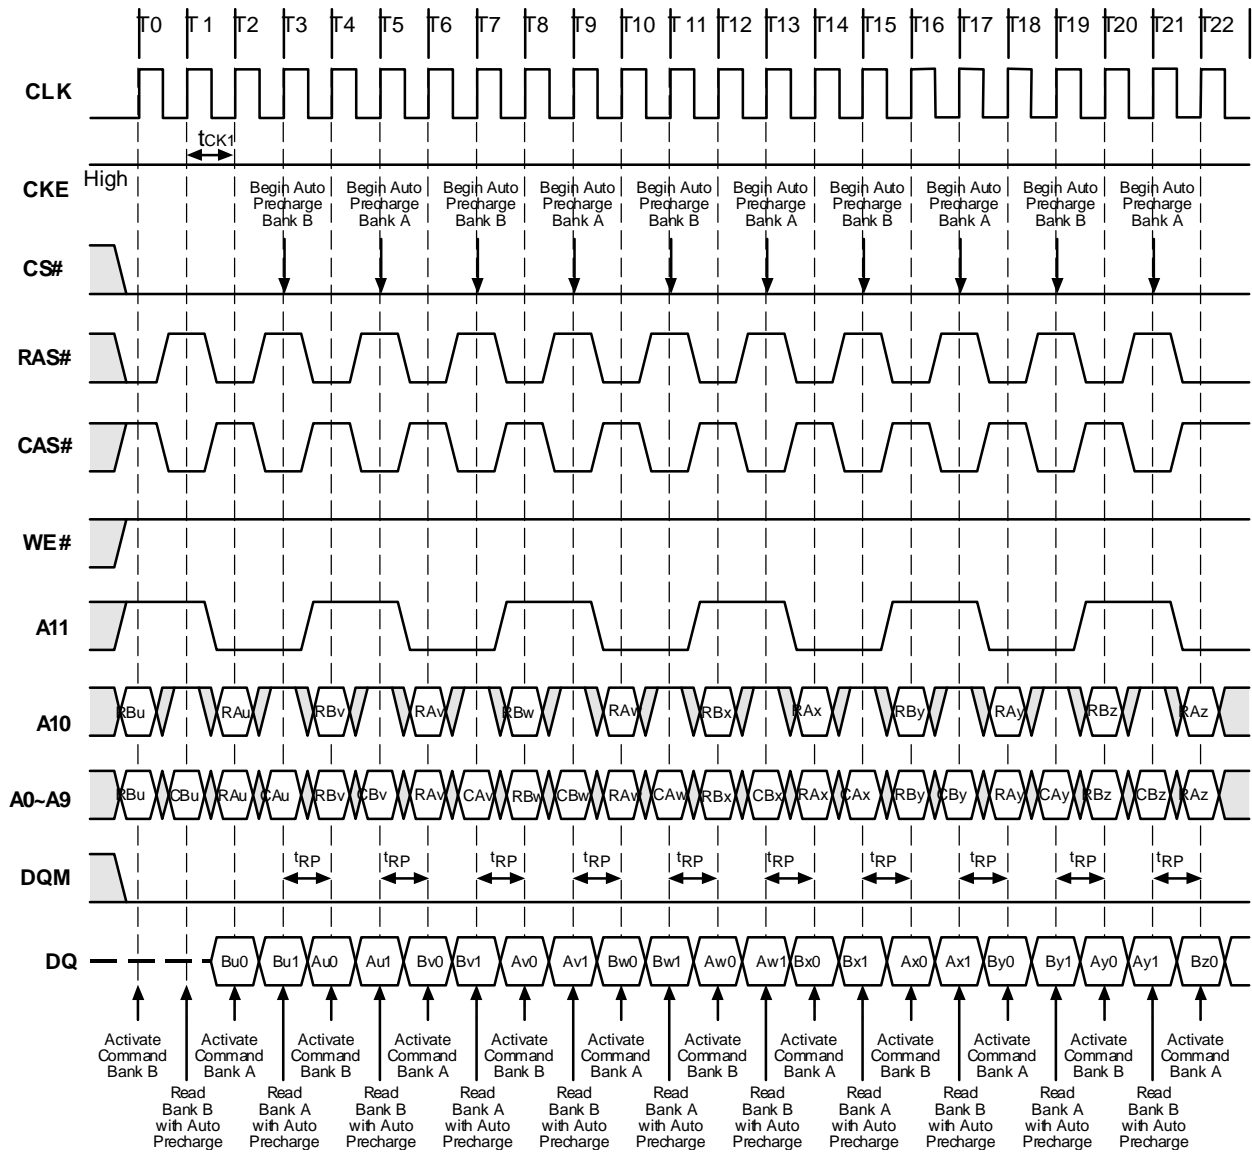 T0 T 1 T2 T3 T4 T5 T6 T7 T8 T9 T10 T 11 T12 T13 T14 T15 T16 T17 T18 T19 T20 T21 T22
CLK
tCK1
High
CKE
Begin Auto Begin Auto Begin Auto Begin Auto Begin Auto Begin Auto Begin Auto Begin Auto Begin Auto Begin Auto
Precharge Precharge Precharge Precharge Precharge Precharge Precharge Precharge Precharge Precharge
Bank B Bank A Bank B Bank A Bank B Bank A Bank B Bank A Bank B Bank A
CS#
RAS#
CAS#
WE#
A11
A10 RBu RAu RBv RAv RBw RAw RBx RAx RBy RAy RBz RAz
A0~A9 RBu CBu RAu CAu RBv CBv RAv CAv RBw CBw RAw CAw RBx CBx RAx CAx RBy CBy RAy CAy RBz CBz RAz
tRP tRP tRP tRP tRP tRP tRP tRP tRP tRP
DQM
DQ Bu0 Bu1 Au0 Au1 Bv0 Bv1 Av0 Av1 Bw0 Bw1 Aw0 Aw1 Bx0 Bx1 Ax0 Ax1 By0 By1 Ay0 Ay1 Bz0
Activate Activate Activate Activate Activate Activate Activate Activate Activate Activate Activate Activate
Command Command Command Command Command Command Command Command Command Command Command Command
Bank B Bank A Bank B Bank A Bank B Bank A Bank B Bank A Bank B Bank A Bank B Bank A
Read Read Read Read Read Read Read Read Read Read Read
Bank B Bank A Bank B Bank A Bank B Bank A Bank B Bank A Bank B Bank A Bank B
with Auto with Auto with Auto with Auto with Auto with Auto with Auto with Auto with Auto with Auto with Auto
Precharge Precharge Precharge Precharge Precharge Precharge Precharge Precharge Precharge Precharge Precharge